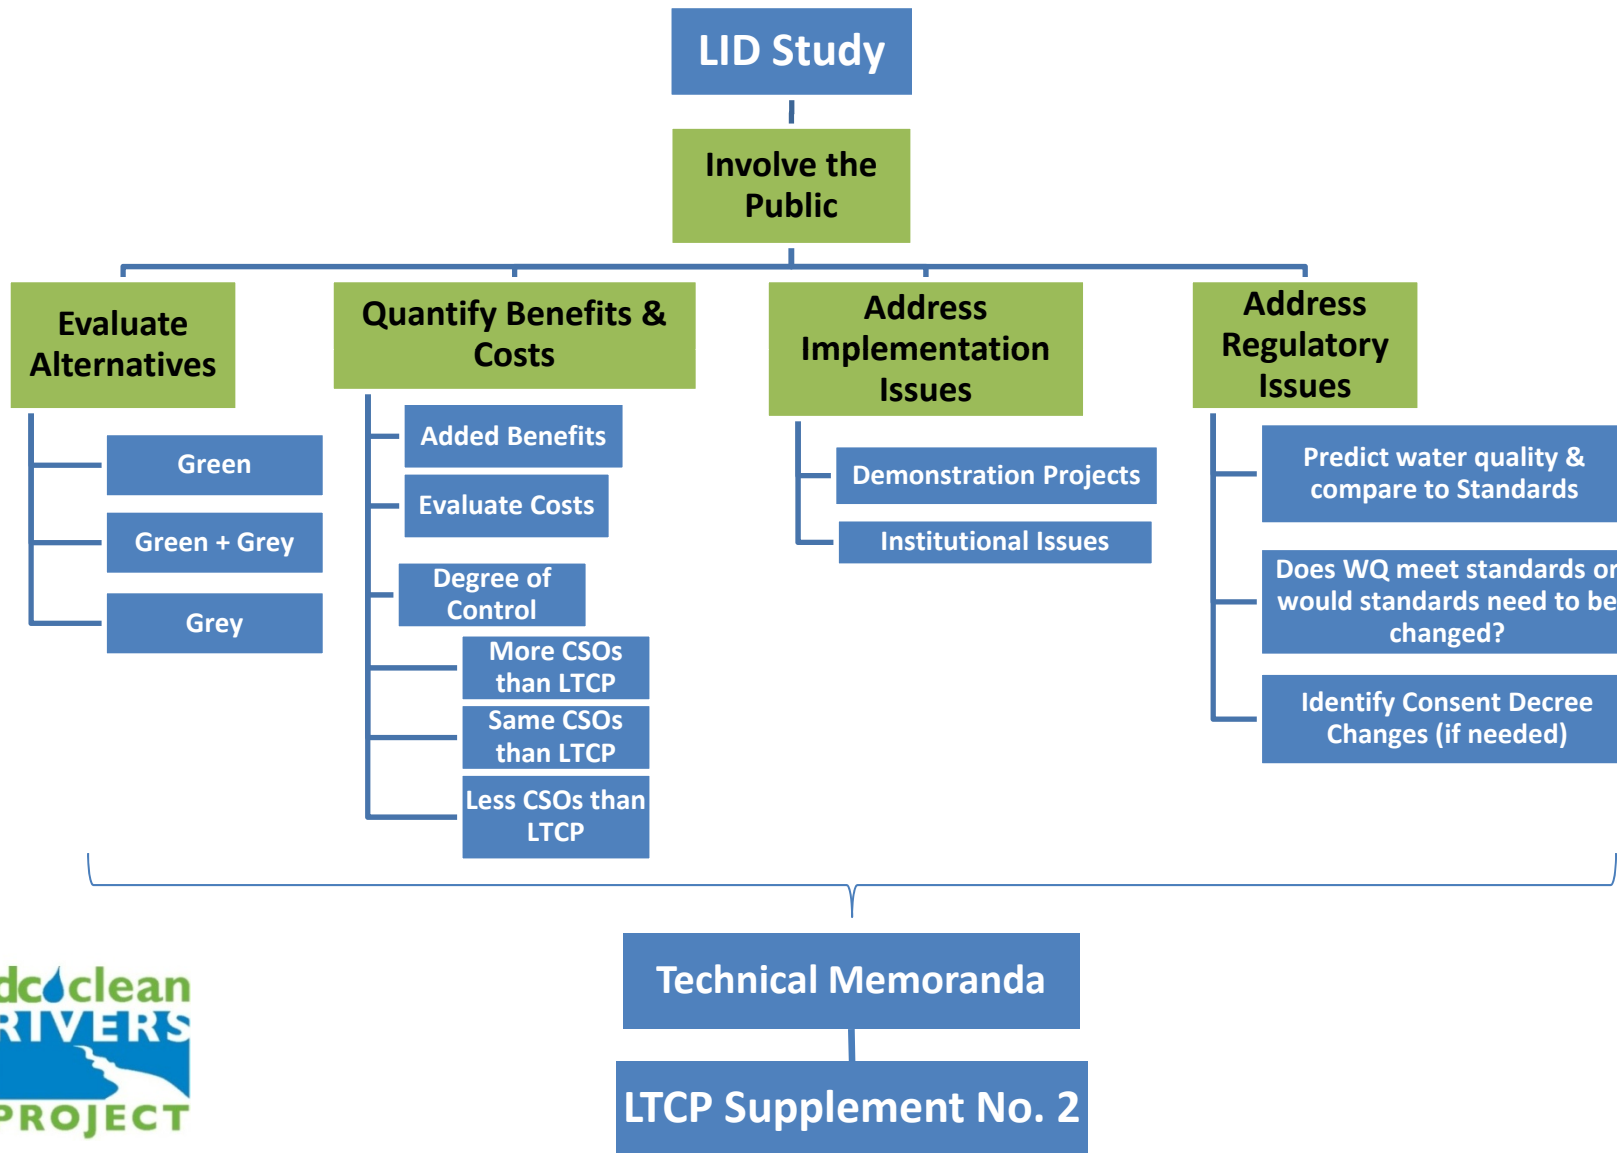 LID Study
Involve the
Public
Evaluate
Alternatives
Green
Green + Grey
Grey
Quantify Benefits &
Costs
Added Benefits
Evaluate Costs
Degree of
Control
More CSOs
than LTCP
Same CSOs
than LTCP
Less CSOs than
LTCP
Address
Implementation
Issues
Demonstration Projects
Institutional Issues
Address
Regulatory
Issues
Predict water quality &
compare to Standards
Does WQ meet standards or
would standards need to be
changed?
Identify Consent Decree
Changes (if needed)
Technical Memoranda
LTCP Supplement No. 2
dc clean
RIVERS
PROJECT